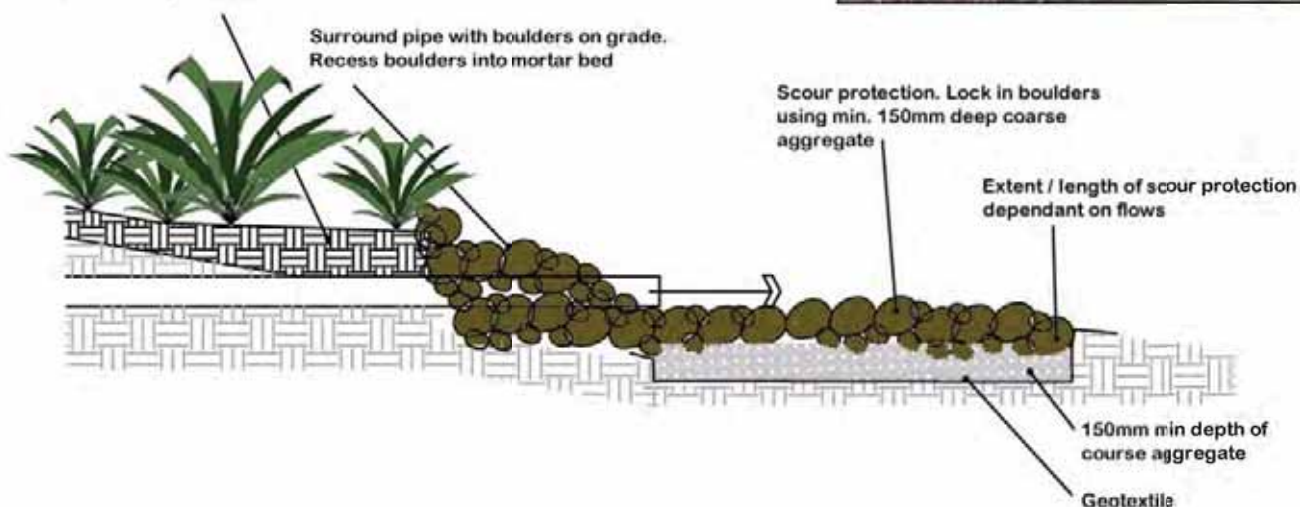 Surround pipe with boulders on grade.
Recess boulders into mortar bed
Scour protection. Lock in boulders
using min. 150mm deep coarse
aggregate
Extent / length of scour protection
dependant on flows
150mm min depth of
course aggregate
Geotextile